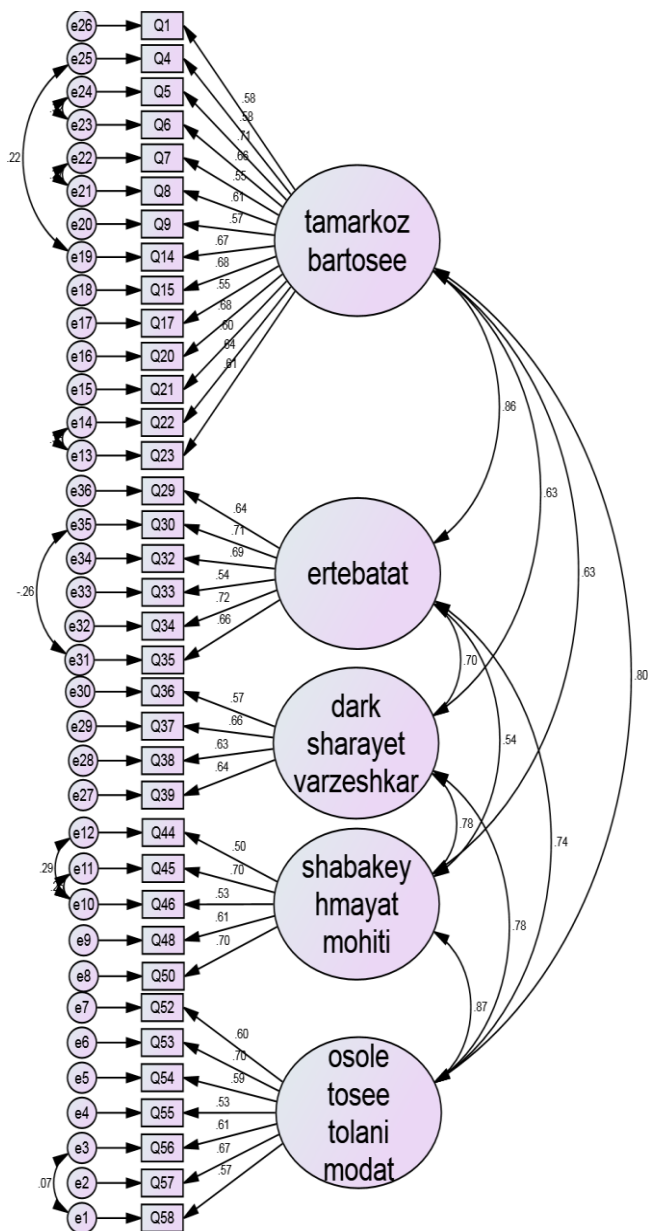 e26 Q1
e25 Q4
e24 Q5
e23 Q6
e22 Q7
e21 Q8
e20 Q9
e19 Q14
e18 Q15
e17 Q17
e16 Q20
e15 Q21
e14 Q22
e13 Q23
.22
.58
.58
.71
.66
.55
.61
.57
.67
.68
.55
.68
.60
.64
.61
tamarkoz
bartosee
.86
.63
.63
.80
e36 Q29
e35 Q30
e34 Q32
e33 Q33
e32 Q34
e31 Q35
-.26
.64
.71
.69
.54
.72
.66
ertebatat
.70
.54
.74
e30 Q36
e29 Q37
e28 Q38
e27 Q39
.57
.66
.63
.64
dark
sharayet
varzeshkar
.78
.78
e12 Q44
e11 Q45
e10 Q46
e9 Q48
e8 Q50
.29
.50
.70
.53
.61
.70
shabakey
hmayat
mohiti
.87
e7 Q52
e6 Q53
e5 Q54
e4 Q55
e3 Q56
e2 Q57
e1 Q58
.07
.60
.70
.59
.53
.61
.67
.57
osole
tosee
tolani
modat